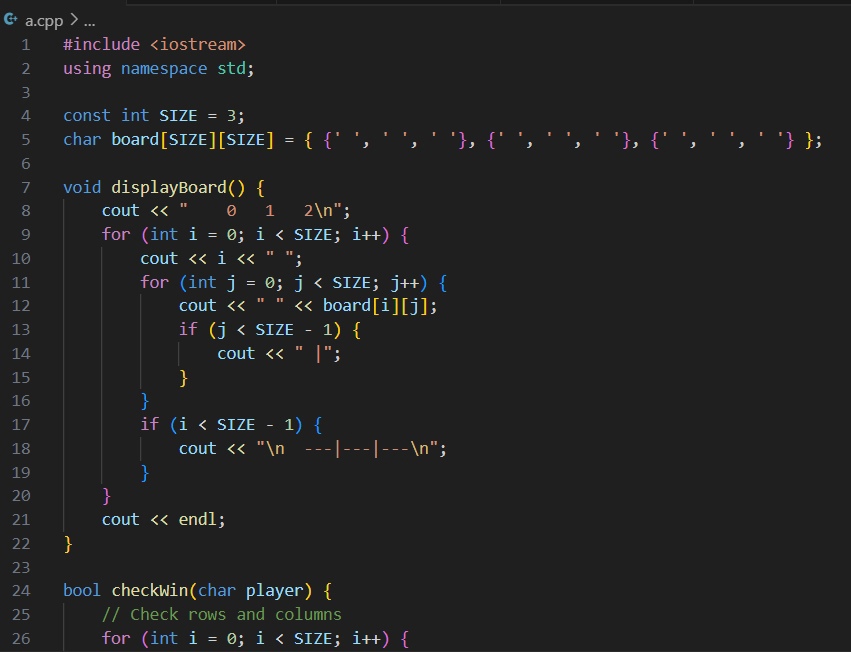 a.cpp > ...
1 #include <iostream>
2 using namespace std;
3
4 const int SIZE = 3;
5 char board[SIZE][SIZE] = { {' ', ' ', ' '}, {' ', ' ', ' '}, {' ', ' ', ' '} };
6
7 void displayBoard() {
8     cout << "    0   1   2\n";
9     for (int i = 0; i < SIZE; i++) {
10         cout << i << " ";
11         for (int j = 0; j < SIZE; j++) {
12             cout << " " << board[i][j];
13             if (j < SIZE - 1) {
14                 cout << " |";
15             }
16         }
17         if (i < SIZE - 1) {
18             cout << "\n  ---|---|---\n";
19         }
20     }
21     cout << endl;
22 }
23
24 bool checkWin(char player) {
25     // Check rows and columns
26     for (int i = 0; i < SIZE; i++) {